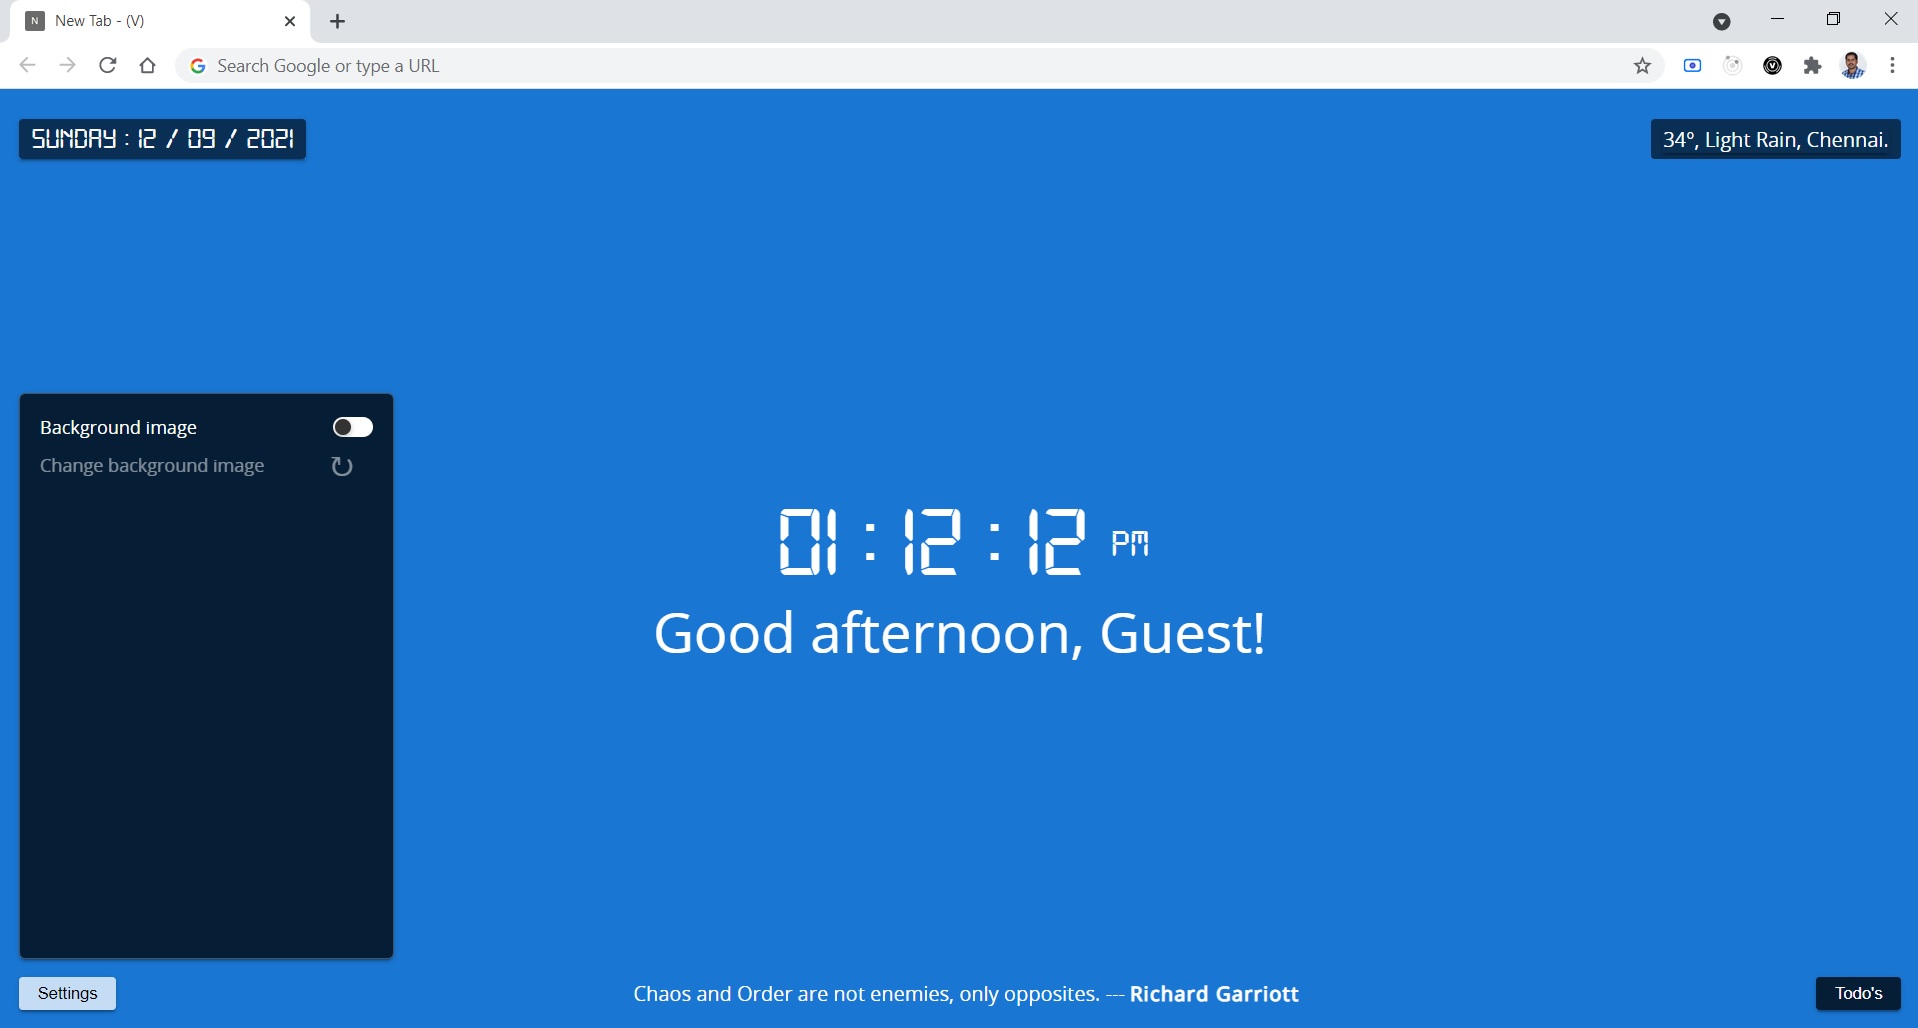 N New Tab - (V)
Search Google or type a URL
SUNDAY : 12 / 09 / 2021
34º, Light Rain, Chennai.
Background image
Change background image
01 : 12 : 12 PM
Good afternoon, Guest!
Settings
Chaos and Order are not enemies, only opposites. --- Richard Garriott
Todo's